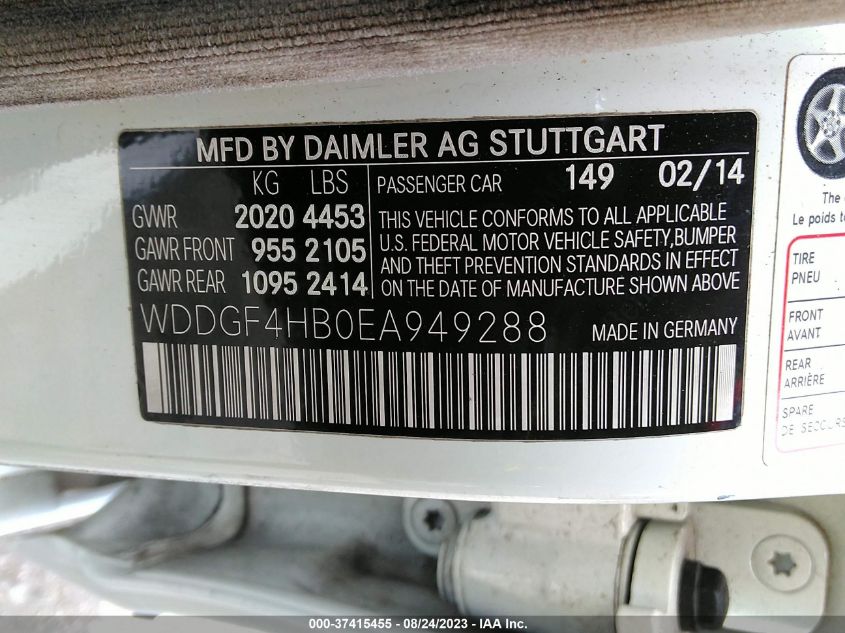 MFD BY DAIMLER AG STUTTGART
KG LBS
GVWR 2020 4453
GAWR FRONT 955 2105
GAWR REAR 1095 2414
PASSENGER CAR 149 02/14
THIS VEHICLE CONFORMS TO ALL APPLICABLE
U.S. FEDERAL MOTOR VEHICLE SAFETY,BUMPER
AND THEFT PREVENTION STANDARDS IN EFFECT
ON THE DATE OF MANUFACTURE SHOWN ABOVE
WDDGF4HB0EA949288 MADE IN GERMANY
The
Le poids to
TIRE
PNEU
FRONT
AVANT
REAR
ARRIÈRE
SPARE
DE SECOURS
000-37415455 - 08/24/2023 - IAA Inc.